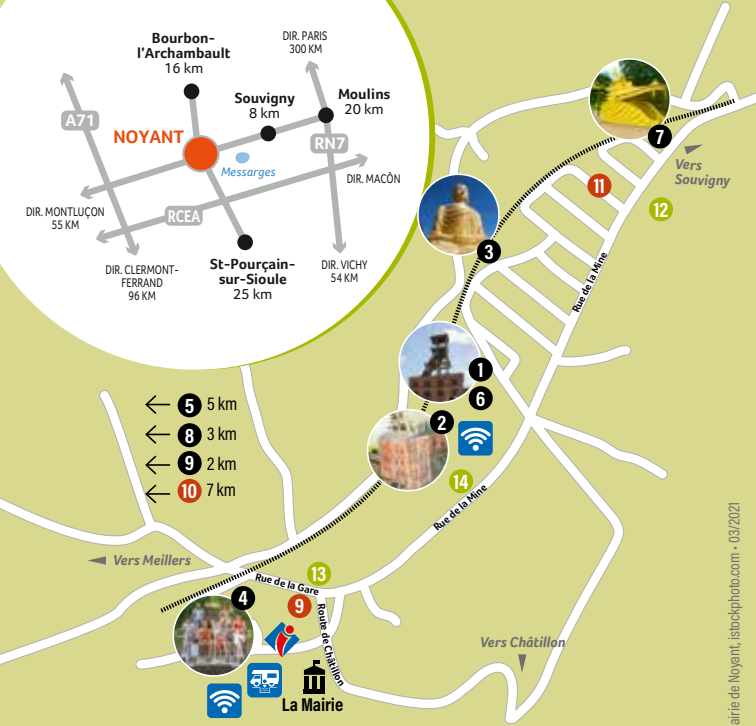 Bourbon-
l'Archambault
16 km
DIR. PARIS
300 KM
A71
Souvigny
8 km
Moulins
20 km
NOYANT
RN7
Messarges
DIR. MACÔN
DIR. MONTLUÇON
55 KM
RCEA
DIR. CLERMONT-
FERRAND
96 KM
St-Pourçain-
sur-Sioule
25 km
DIR. VICHY
54 KM
7
Vers
Souvigny
11
12
3
Rue de la Mine
1
6
2
5 5 km
8 3 km
9 2 km
10 7 km
14
Rue de la Mine
Vers Meillers
13
Rue de la Gare
4
9
Route de Châtillon
Vers Châtillon
La Mairie
airie de Noyant, istockphoto.com • 03/2021